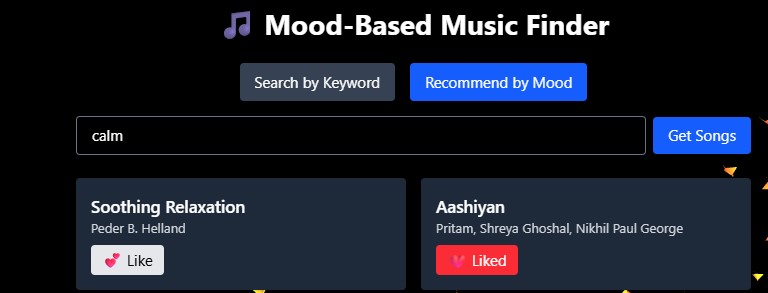 Mood-Based Music Finder
Search by Keyword
Recommend by Mood
calm
Get Songs
Soothing Relaxation
Peder B. Helland
Like
Aashiyan
Pritam, Shreya Ghoshal, Nikhil Paul George
Liked